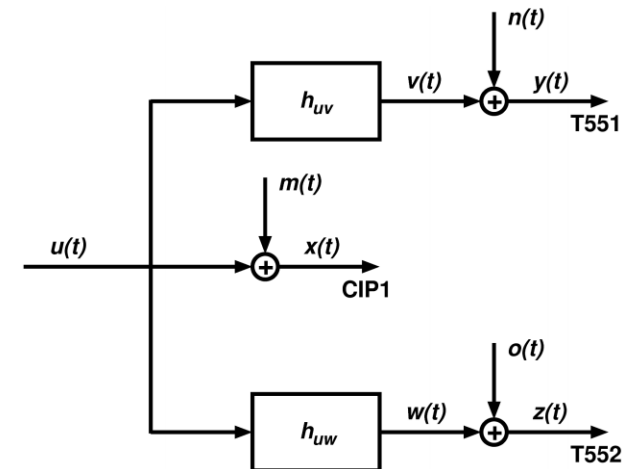 n(t)
h_uv
v(t)
y(t)
T551
m(t)
u(t)
x(t)
CIP1
o(t)
h_uw
w(t)
z(t)
T552